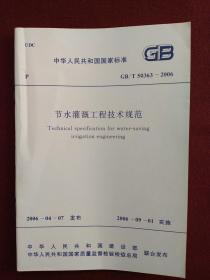 UDC
中华人民共和国国家标准
GB
P
GB/T 50363-2006
节水灌溉工程技术规范
Technical specification for water-saving
irrigation engineering
2006-04-07 发布
2006-09-01 实施
中华人民共和国建设部
中华人民共和国国家质量监督检验检疫总局
联合发布